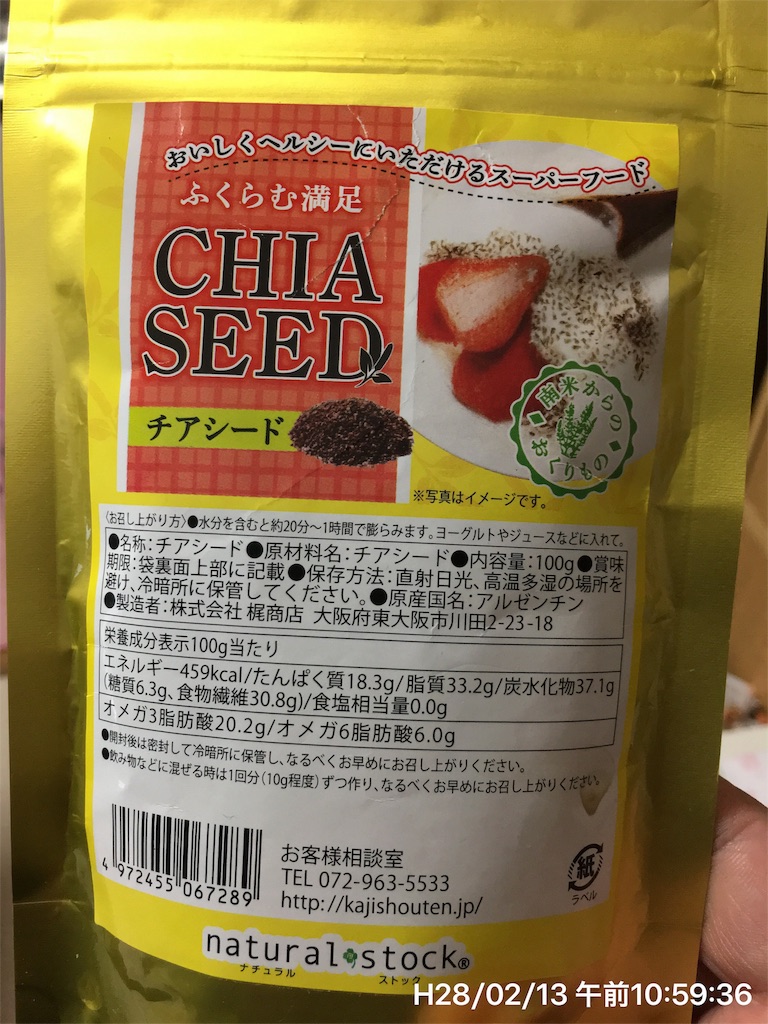 おいしくヘルシーにいただけるスーパーフード
ふくらむ満足
CHIA
SEED
チアシード
南米からの
おくりもの
※写真はイメージです。
〈お召し上がり方〉●水分を含むと約20分〜1時間で膨らみます。ヨーグルトやジュースなどに入れて。
●名称：チアシード●原材料名：チアシード●内容量：100g●賞味
期限：袋裏面上部に記載●保存方法：直射日光、高温多湿の場所を
避け、冷暗所に保管してください。●原産国名：アルゼンチン
●製造者：株式会社 梶商店 大阪府東大阪市川田2-23-18
栄養成分表示100g当たり
エネルギー459kcal/たんぱく質18.3g/脂質33.2g/炭水化物37.1g
(糖質6.3g、食物繊維30.8g)/食塩相当量0.0g
オメガ3脂肪酸20.2g/オメガ6脂肪酸6.0g
●開封後は密封して冷暗所に保管し、なるべくお早めにお召し上がりください。
●飲み物などに混ぜる時は1回分(10g程度)ずつ作り、なるべくお早めにお召し上がりください。
4 972455 067289
お客様相談室
TEL 072-963-5533
http://kajishouten.jp/
紙
ラベル
natural stock®
ナチュラル ストック
H28/02/13 午前10:59:36